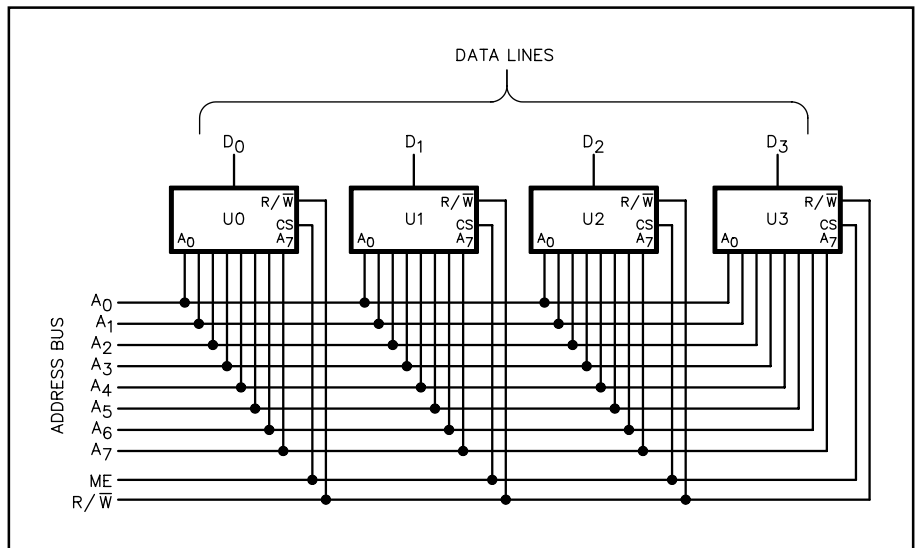 DATA LINES
D₀ D₁ D₂ D₃
R/W̅ R/W̅ R/W̅ R/W̅
U0 U1 U2 U3
CS CS CS CS
A₀ A₇ A₀ A₇ A₀ A₇ A₀ A₇
ADDRESS BUS
A₀
A₁
A₂
A₃
A₄
A₅
A₆
A₇
ME
R/W̅